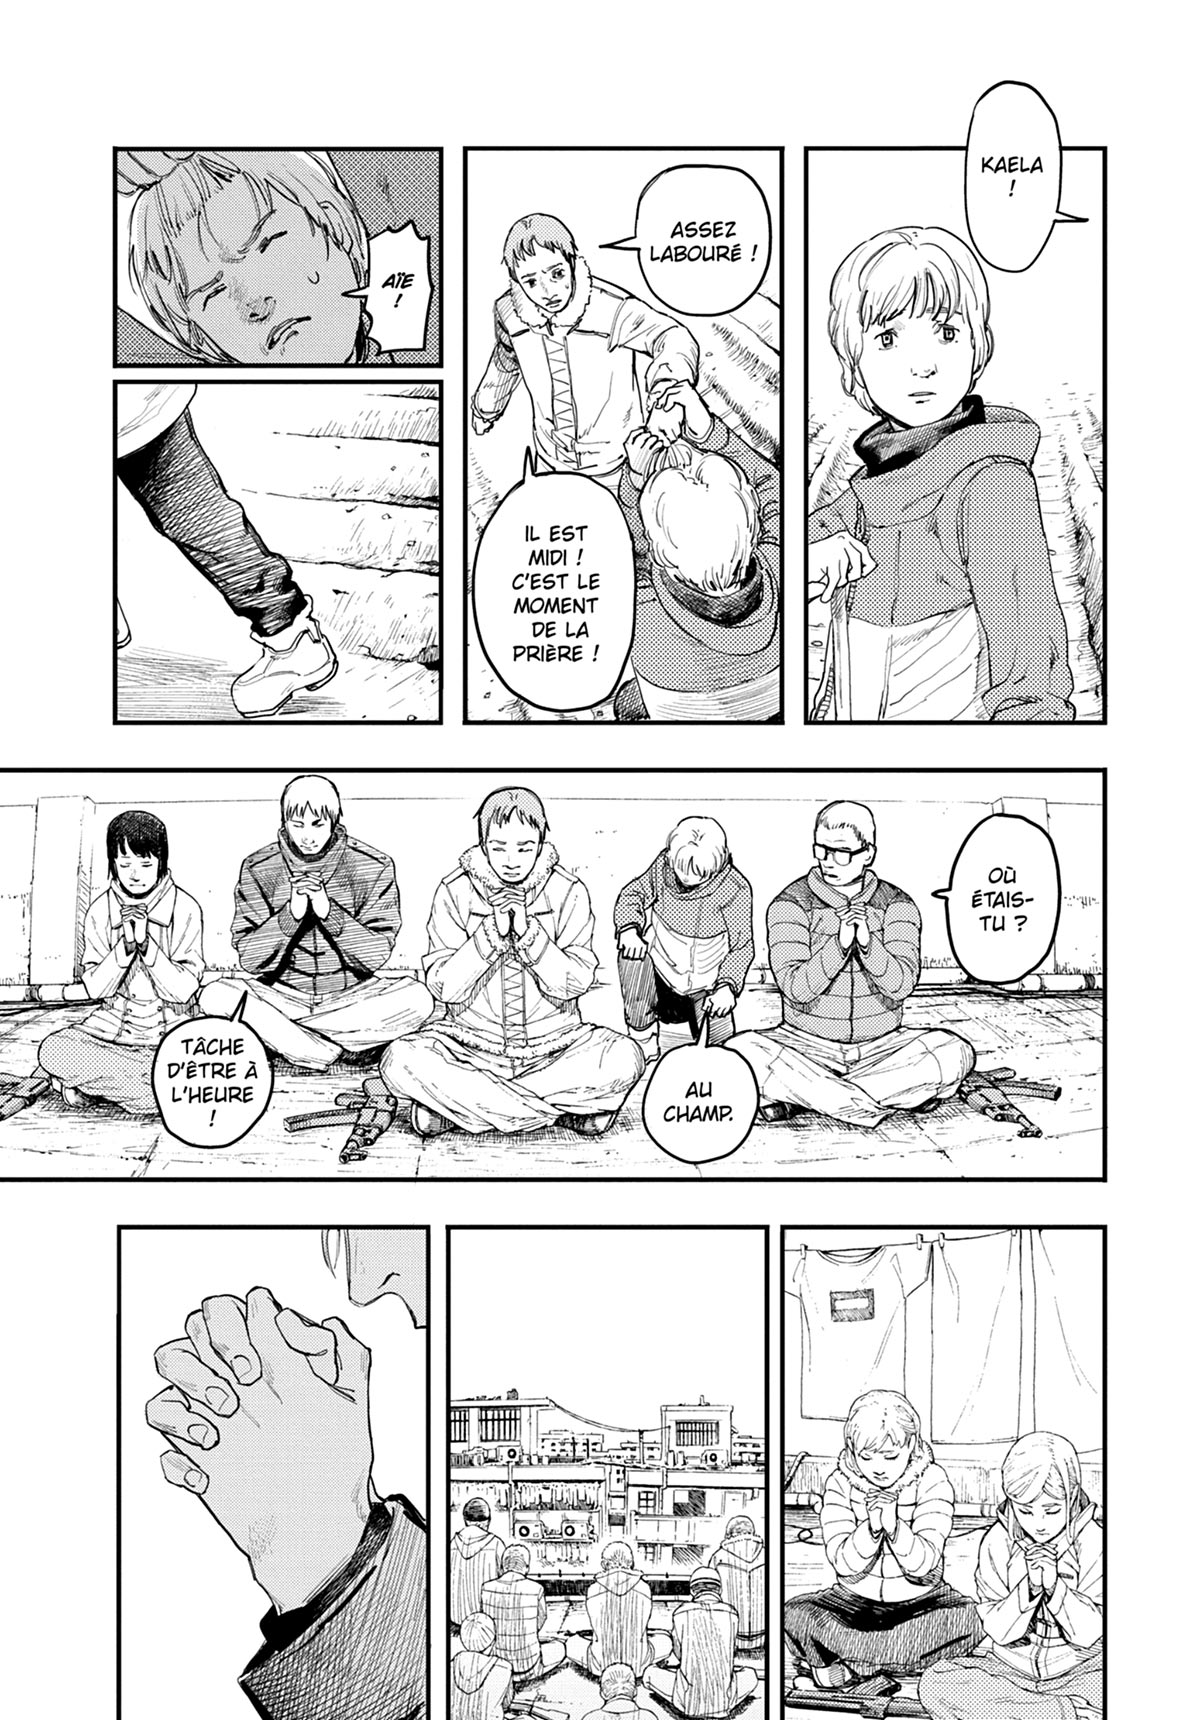 KAELA
!
ASSEZ
LABOURÉ !
IL EST
MIDI !
C'EST LE
MOMENT
DE LA
PRIÈRE !
AÏE
!
OÙ
ÉTAIS-
TU ?
AU
CHAMP.
TÂCHE
D'ÊTRE À
L'HEURE
!